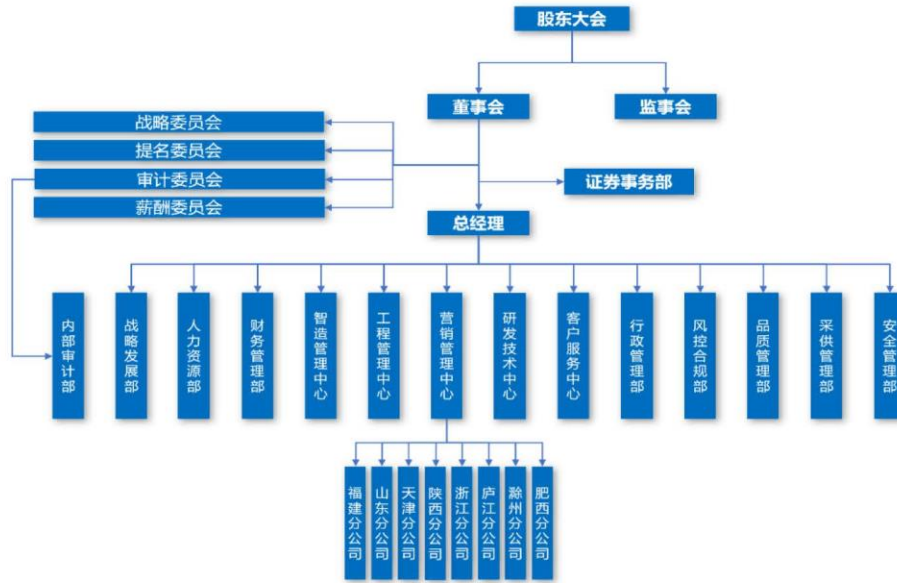 股东大会
董事会
监事会
战略委员会
提名委员会
审计委员会
薪酬委员会
证券事务部
总经理
内部审计部
战略发展部
人力资源部
财务管理部
智造管理中心
工程管理中心
营销管理中心
研发技术中心
客户服务中心
行政管理部
风控合规部
品质管理部
采供管理部
安全管理部
福建分公司
山东分公司
天津分公司
陕西分公司
浙江分公司
庐江分公司
滁州分公司
肥西分公司